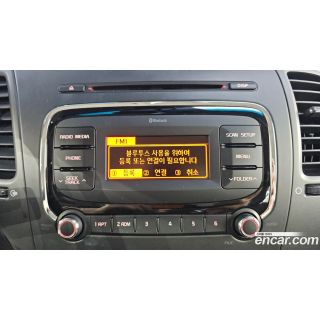 DISP
Bluetooth
RADIO MEDIA
FM1
SCAN SETUP
블루투스 사용을 위하여
등록 또는 연결이 필요합니다
PHONE
MENU
① 등록 ② 연결 ③ 취소
SEEK TRACK
FOLDER
1 RPT 2 RDM 3 4 5 6
encar.com